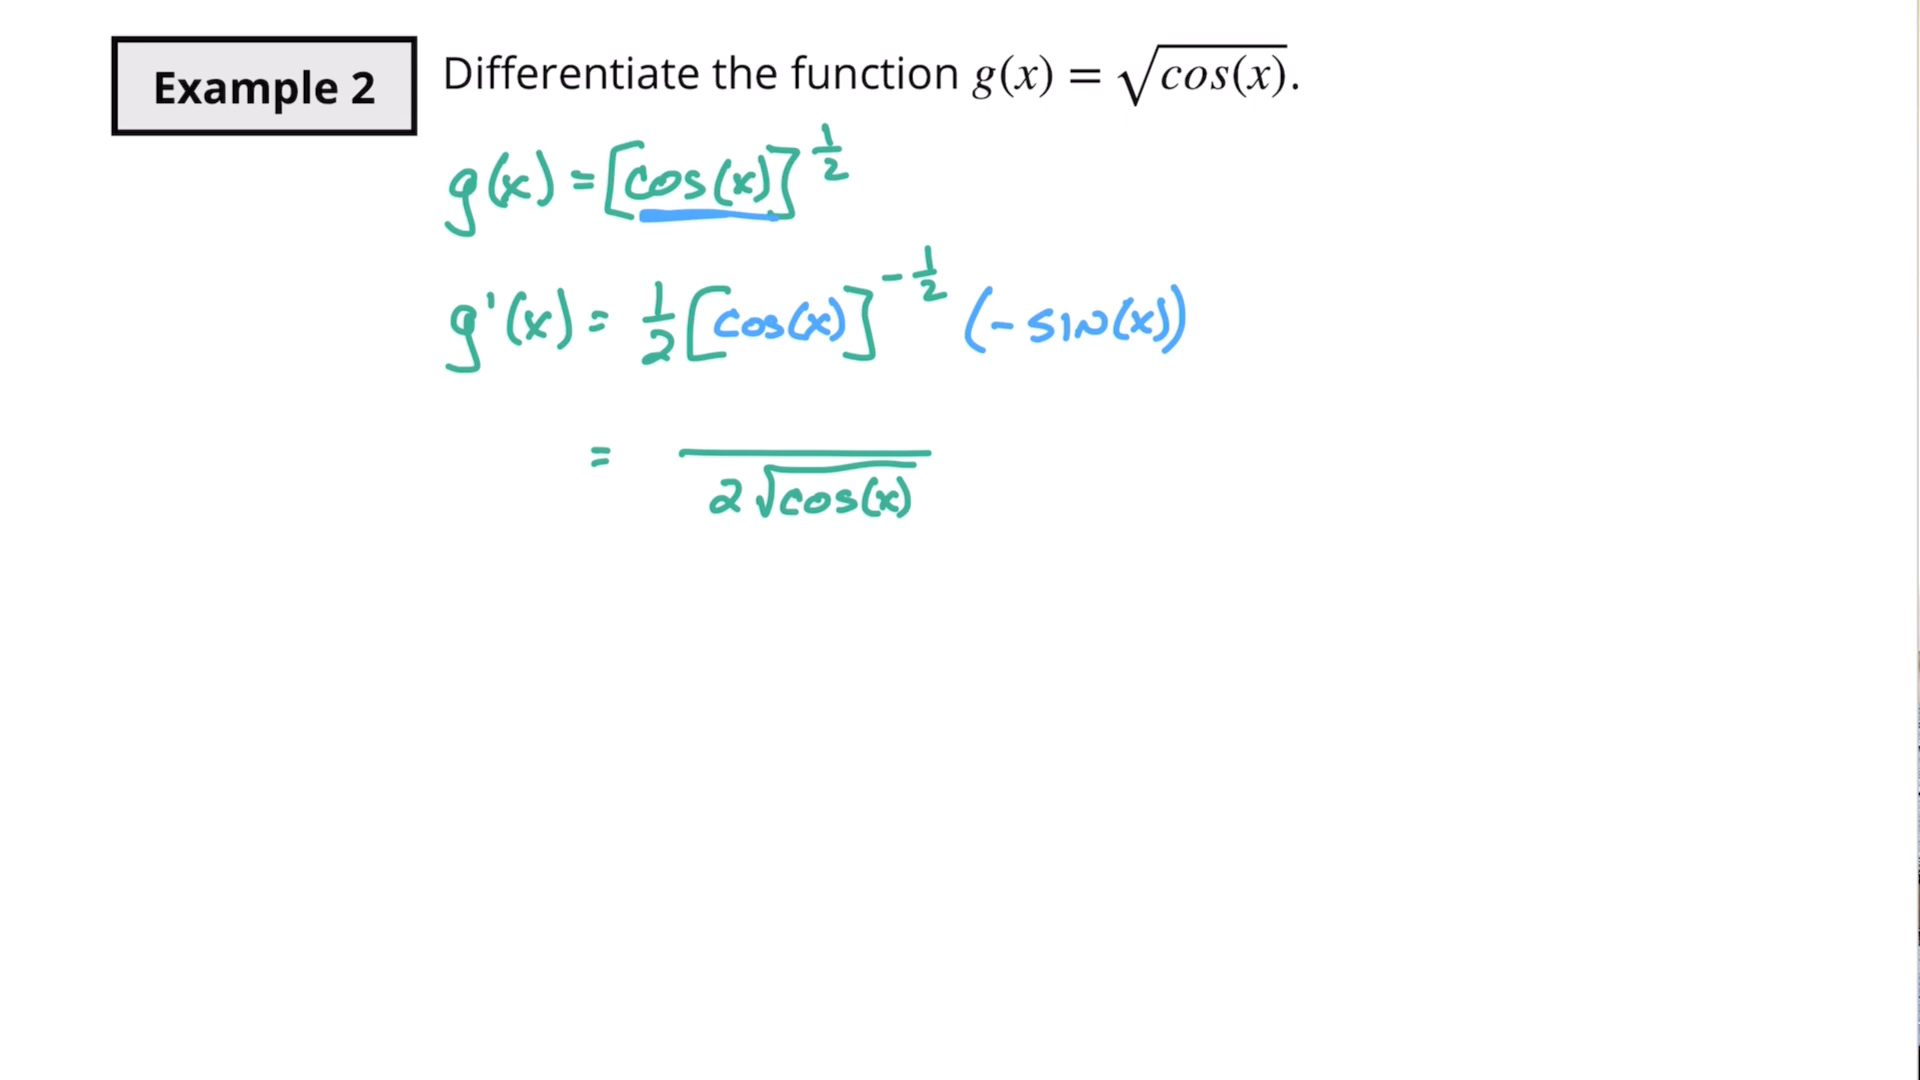 Example 2 Differentiate the function g(x) = √cos(x).
g(x) = [cos(x)]^1/2
g'(x) = 1/2 [cos(x)]^-1/2 (-sin(x))
= /2√cos(x)